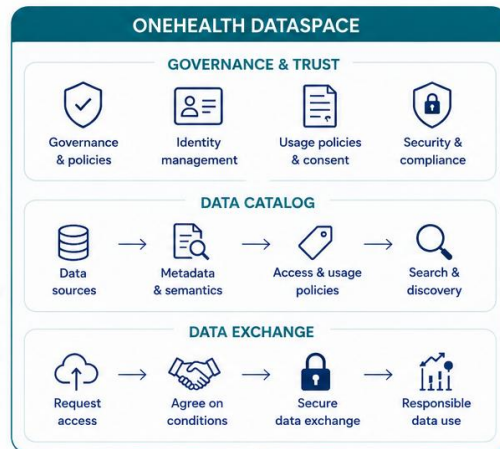 ONEHEALTH DATASPACE
GOVERNANCE & TRUST
Governance
& policies
Identity
management
Usage policies
& consent
Security &
compliance
DATA CATALOG
Data
sources
Metadata
& semantics
Access & usage
policies
Search &
discovery
DATA EXCHANGE
Request
access
Agree on
conditions
Secure
data exchange
Responsible
data use